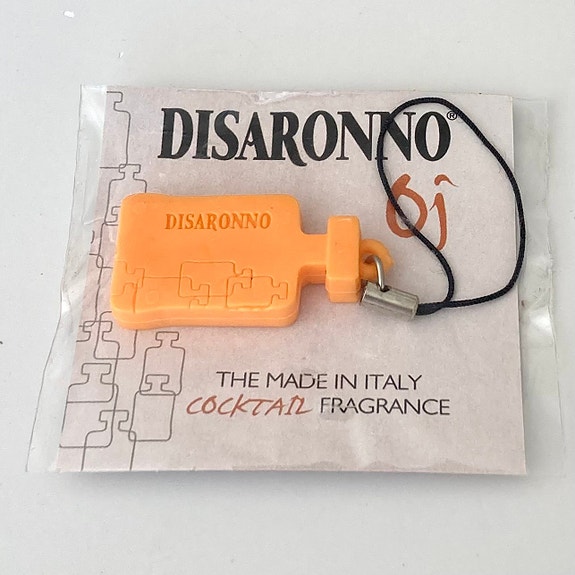 DISARONNO®
OJ
DISARONNO
THE MADE IN ITALY
COCKTAIL FRAGRANCE